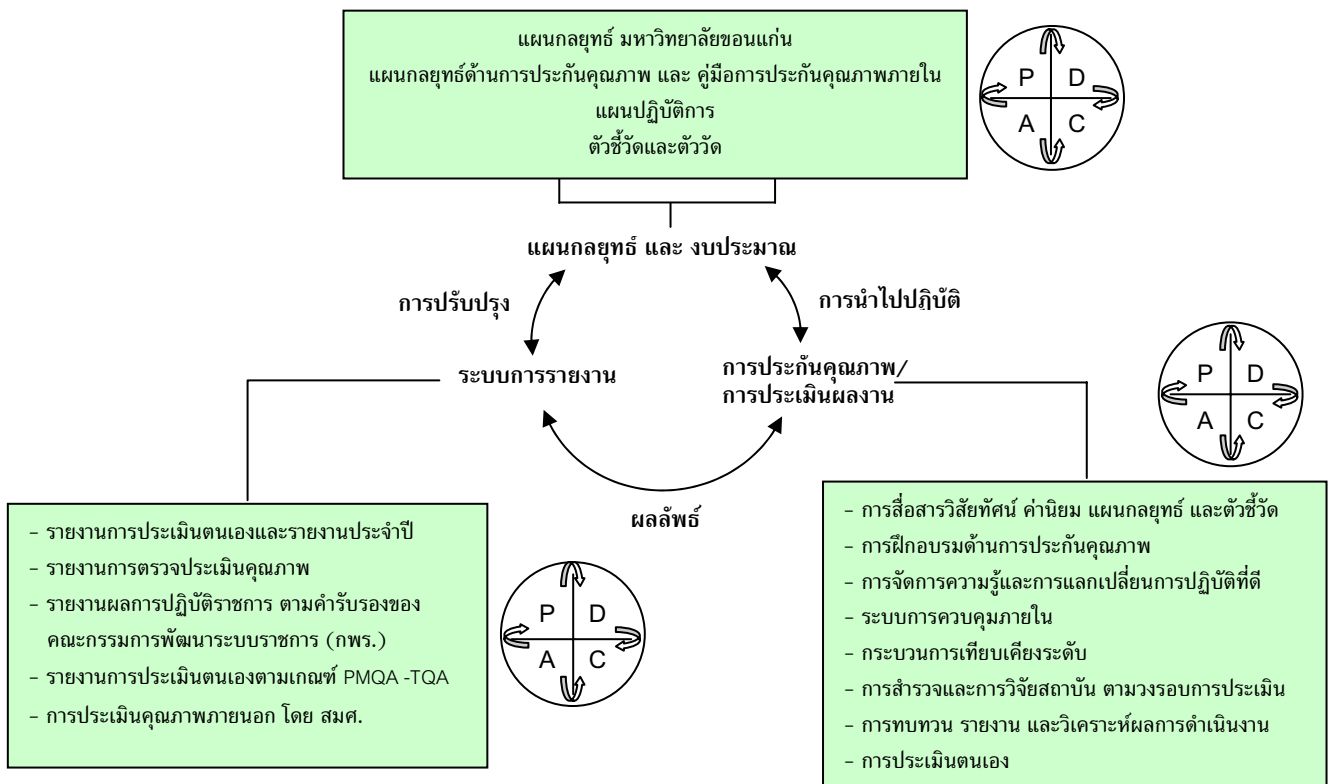 แผนกลยุทธ์ มหาวิทยาลัยขอนแก่น
แผนกลยุทธ์ด้านการประกันคุณภาพ และ คู่มือการประกันคุณภาพภายใน
แผนปฏิบัติการ
ตัวชี้วัดและตัววัด
P D
A C
แผนกลยุทธ์ และ งบประมาณ
การปรับปรุง
การนำไปปฏิบัติ
ระบบการรายงาน
การประกันคุณภาพ/
การประเมินผลงาน
P D
A C
ผลลัพธ์
- รายงานการประเมินตนเองและรายงานประจำปี
- รายงานการตรวจประเมินคุณภาพ
- รายงานผลการปฏิบัติราชการ ตามคำรับรองของ
คณะกรรมการพัฒนาระบบราชการ (กพร.)
- รายงานการประเมินตนเองตามเกณฑ์ PMQA -TQA
- การประเมินคุณภาพภายนอก โดย สมศ.
P D
A C
- การสื่อสารวิสัยทัศน์ ค่านิยม แผนกลยุทธ์ และตัวชี้วัด
- การฝึกอบรมด้านการประกันคุณภาพ
- การจัดการความรู้และการแลกเปลี่ยนการปฏิบัติที่ดี
- ระบบการควบคุมภายใน
- กระบวนการเทียบเคียงระดับ
- การสำรวจและการวิจัยสถาบัน ตามวงรอบการประเมิน
- การทบทวน รายงาน และวิเคราะห์ผลการดำเนินงาน
- การประเมินตนเอง